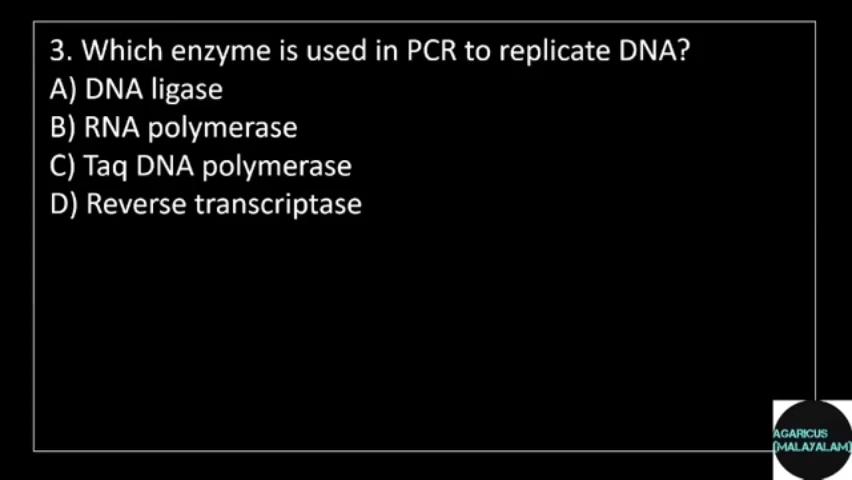 3. Which enzyme is used in PCR to replicate DNA?
A) DNA ligase
B) RNA polymerase
C) Taq DNA polymerase
D) Reverse transcriptase
AGARICUS
(MALAYALAM)